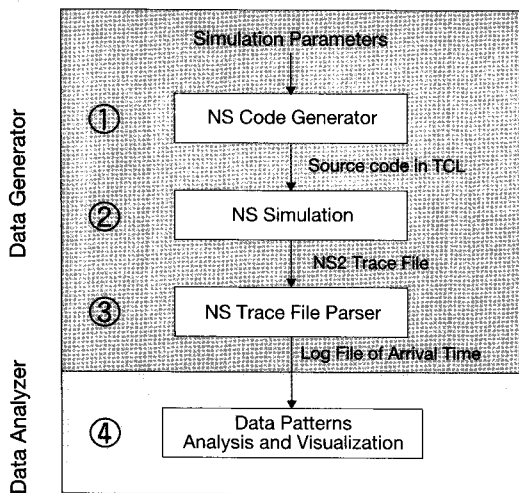 Simulation Parameters
Data Generator
①
NS Code Generator
Source code in TCL
②
NS Simulation
NS2 Trace File
③
NS Trace File Parser
Log File of Arrival Time
Data Analyzer
④
Data Patterns
Analysis and Visualization